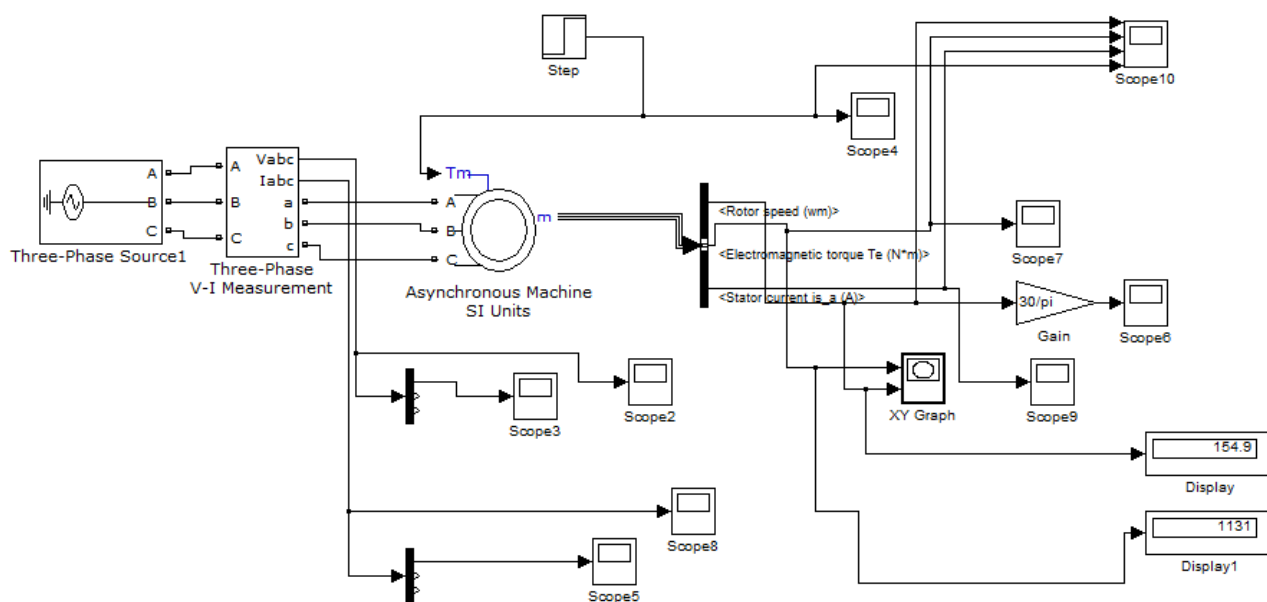 Step
Scope10
Scope4
A
B
C
Three-Phase Source1
A
B
C
Vabc
Iabc
a
b
c
Three-Phase
V-I Measurement
Tm
A
B
C
m
Asynchronous Machine
SI Units
<Rotor speed (wm)>
<Electromagnetic torque Te (N*m)>
<Stator current is_a (A)>
Scope7
30/pi
Gain
Scope6
Scope3
Scope2
XY Graph
Scope9
154.9
Display
Scope8
1131
Display1
Scope5